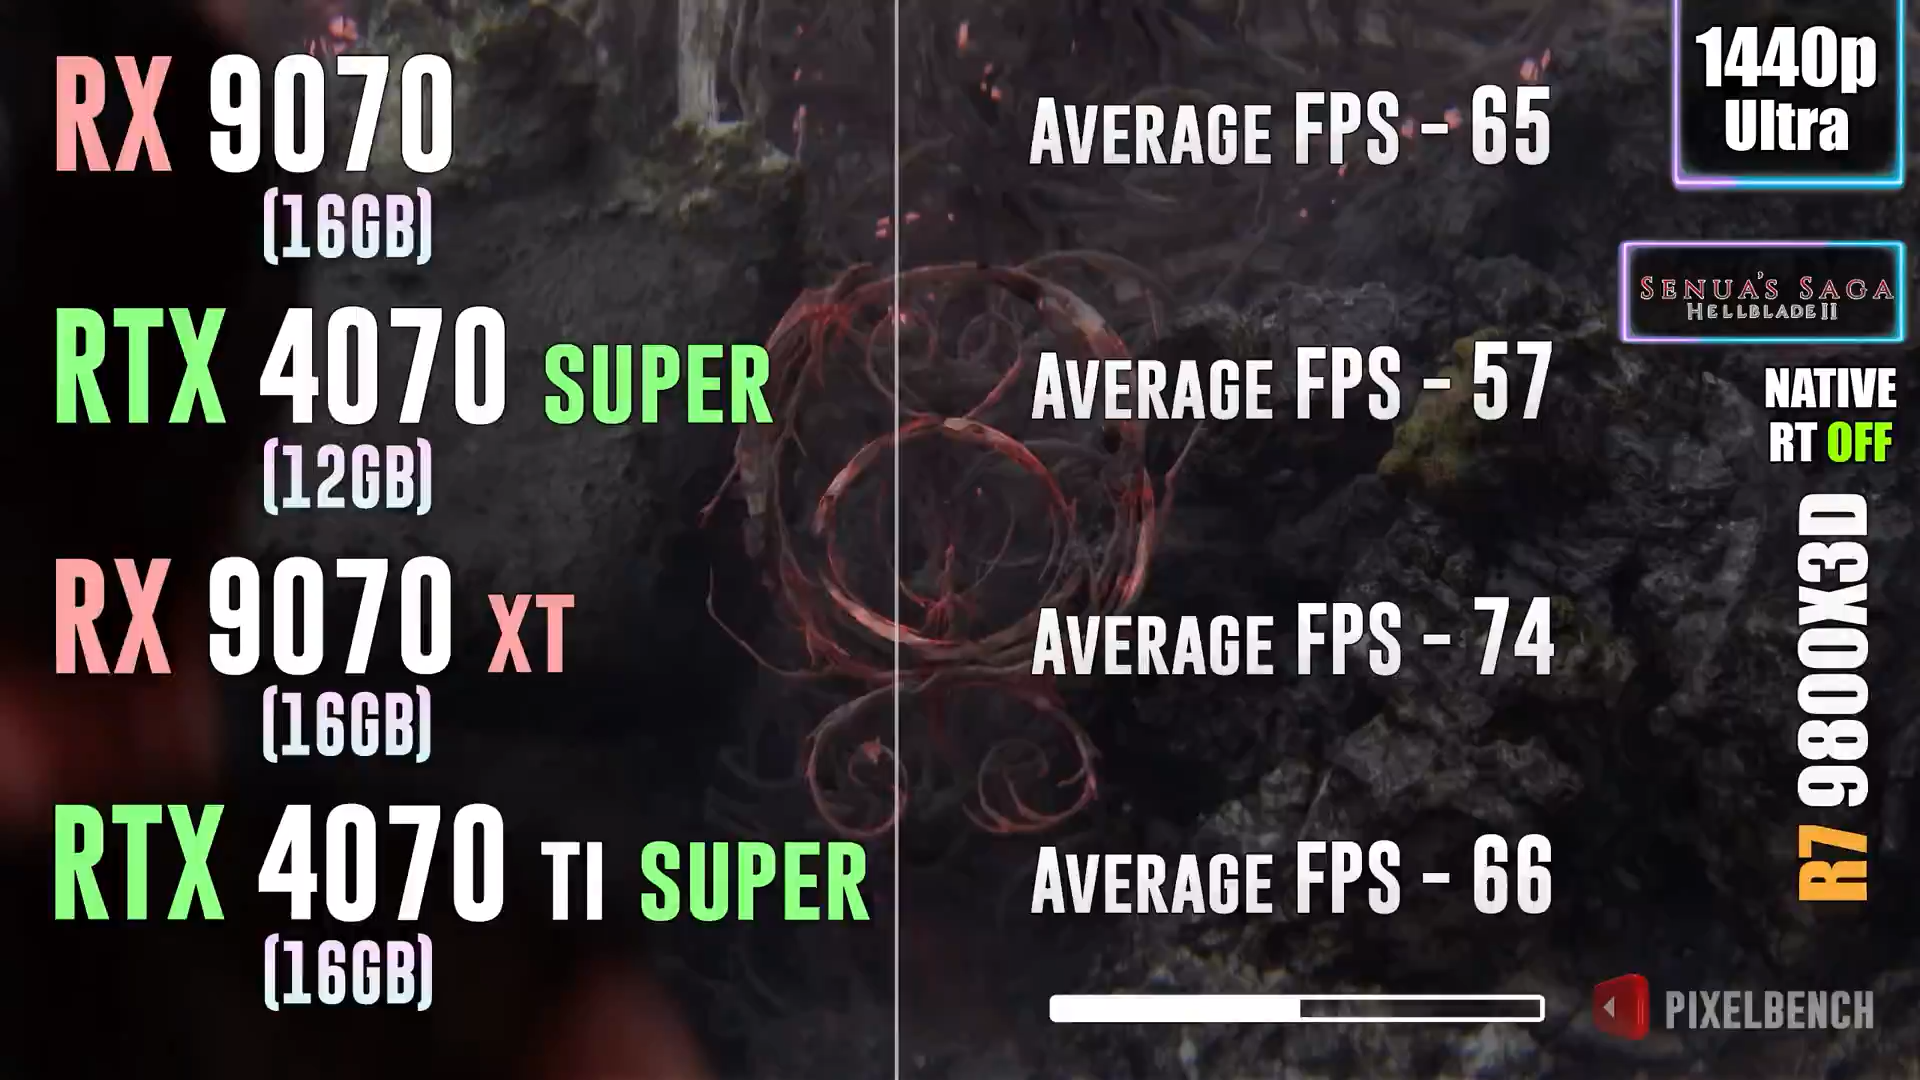 RX 9070
(16GB)
Average FPS - 65
RTX 4070 SUPER
(12GB)
Average FPS - 57
RX 9070 XT
(16GB)
Average FPS - 74
RTX 4070 TI SUPER
(16GB)
Average FPS - 66
1440p
Ultra
Senua's Saga
Hellblade II
NATIVE
RT OFF
R7 9800X3D
PIXELBENCH